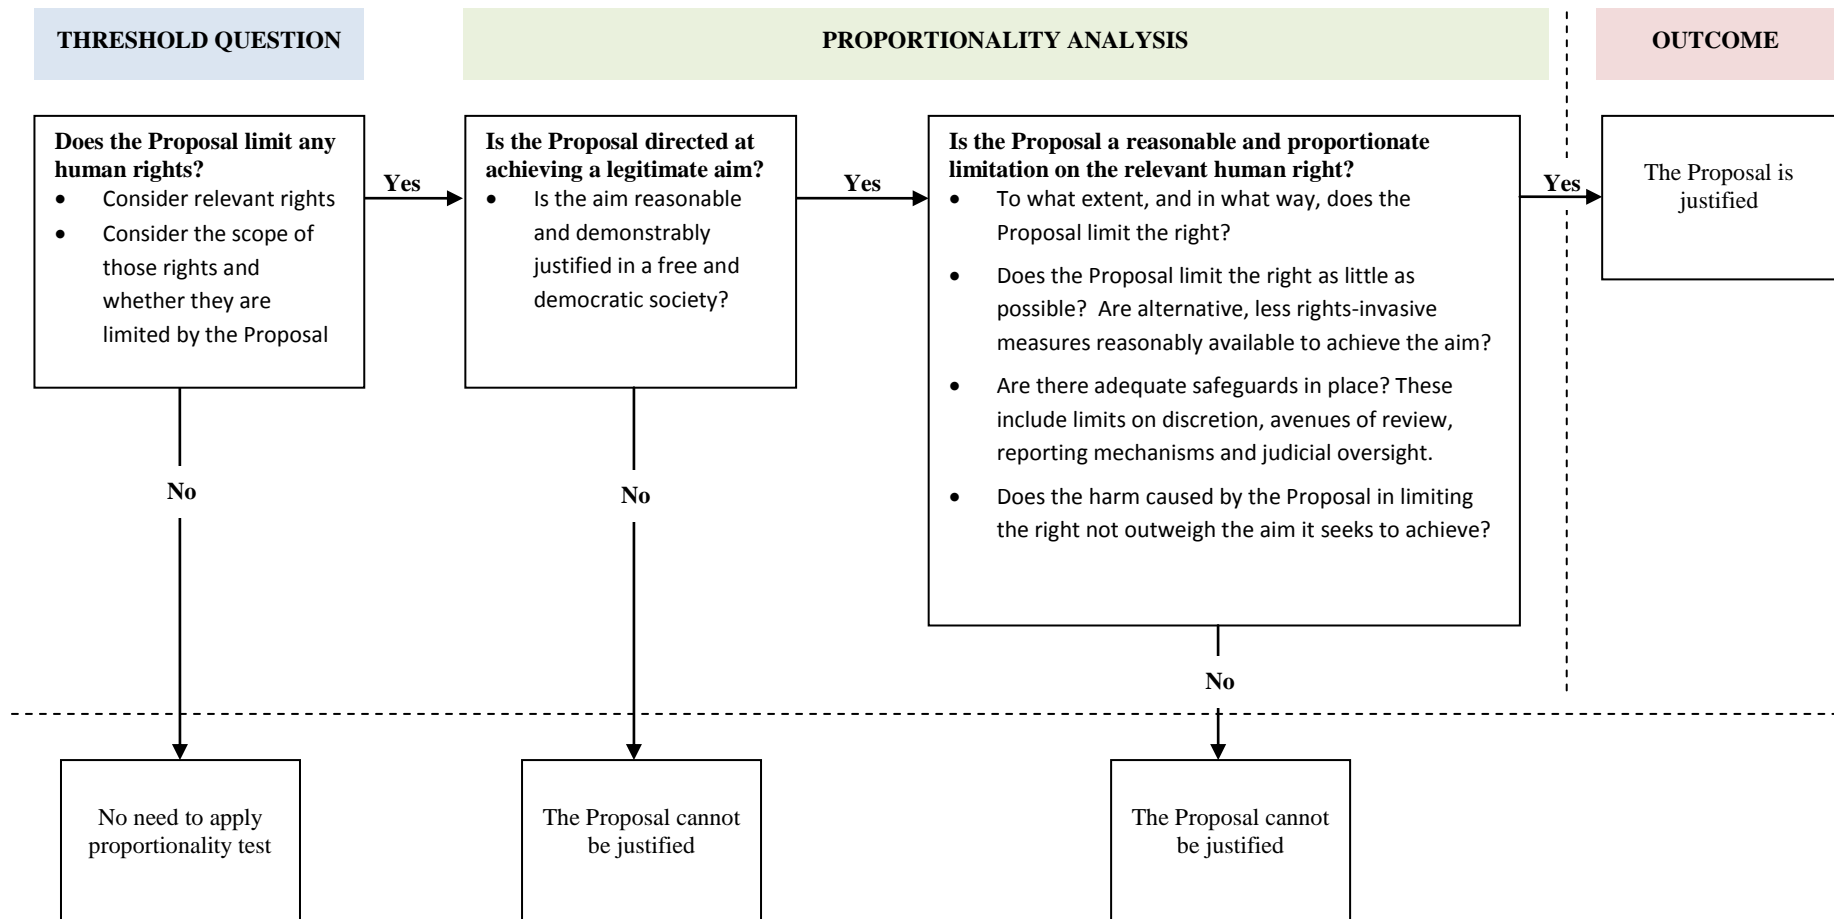 THRESHOLD QUESTION
PROPORTIONALITY ANALYSIS
OUTCOME
Does the Proposal limit any
human rights?
• Consider relevant rights
• Consider the scope of
those rights and
whether they are
limited by the Proposal
Yes
Is the Proposal directed at
achieving a legitimate aim?
• Is the aim reasonable
and demonstrably
justified in a free and
democratic society?
Yes
Is the Proposal a reasonable and proportionate
limitation on the relevant human right?
• To what extent, and in what way, does the
Proposal limit the right?
• Does the Proposal limit the right as little as
possible?  Are alternative, less rights-invasive
measures reasonably available to achieve the aim?
• Are there adequate safeguards in place? These
include limits on discretion, avenues of review,
reporting mechanisms and judicial oversight.
• Does the harm caused by the Proposal in limiting
the right not outweigh the aim it seeks to achieve?
Yes
The Proposal is
justified
No
No
No
No need to apply
proportionality test
The Proposal cannot
be justified
The Proposal cannot
be justified